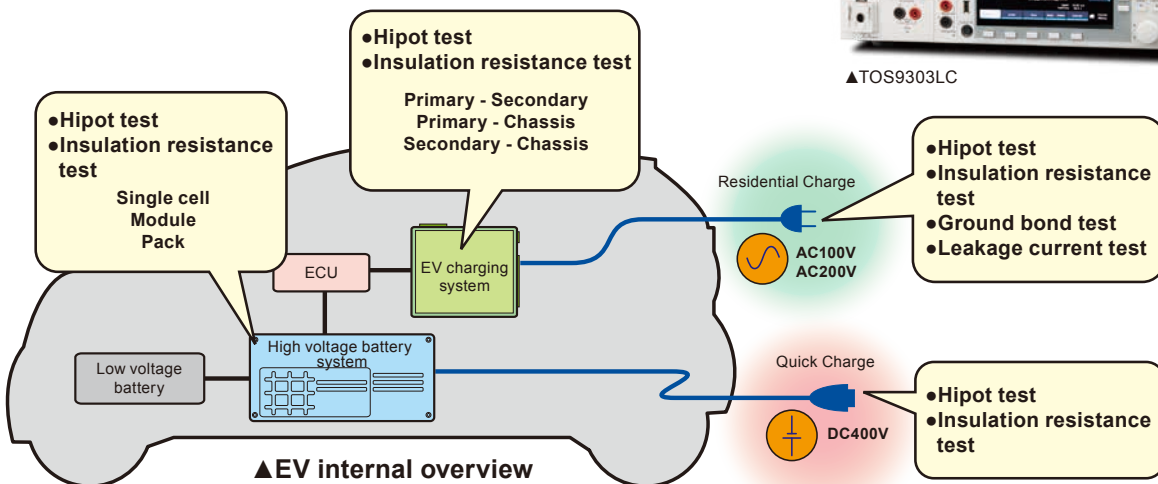 ▲TOS9303LC
●Hipot test
●Insulation resistance test
Primary - Secondary
Primary - Chassis
Secondary - Chassis
●Hipot test
●Insulation resistance
test
Single cell
Module
Pack
Residential Charge
AC100V
AC200V
●Hipot test
●Insulation resistance
test
●Ground bond test
●Leakage current test
ECU
EV charging
system
High voltage battery
system
Low voltage
battery
Quick Charge
DC400V
●Hipot test
●Insulation resistance
test
▲EV internal overview